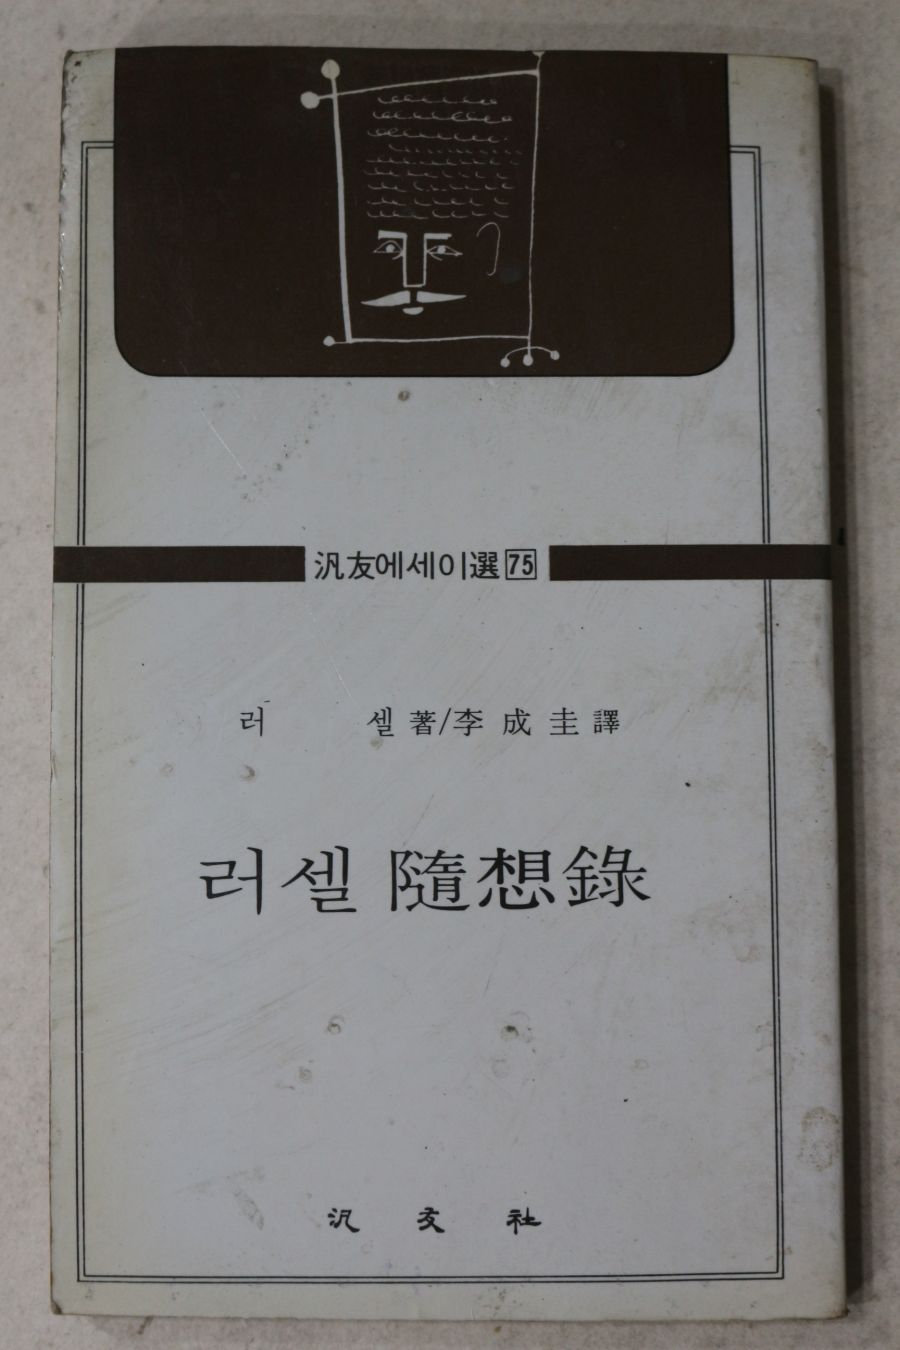 汎友에세이選 75
러 셀 著/李 成 圭 譯
러셀 隨想錄
汎 友 社